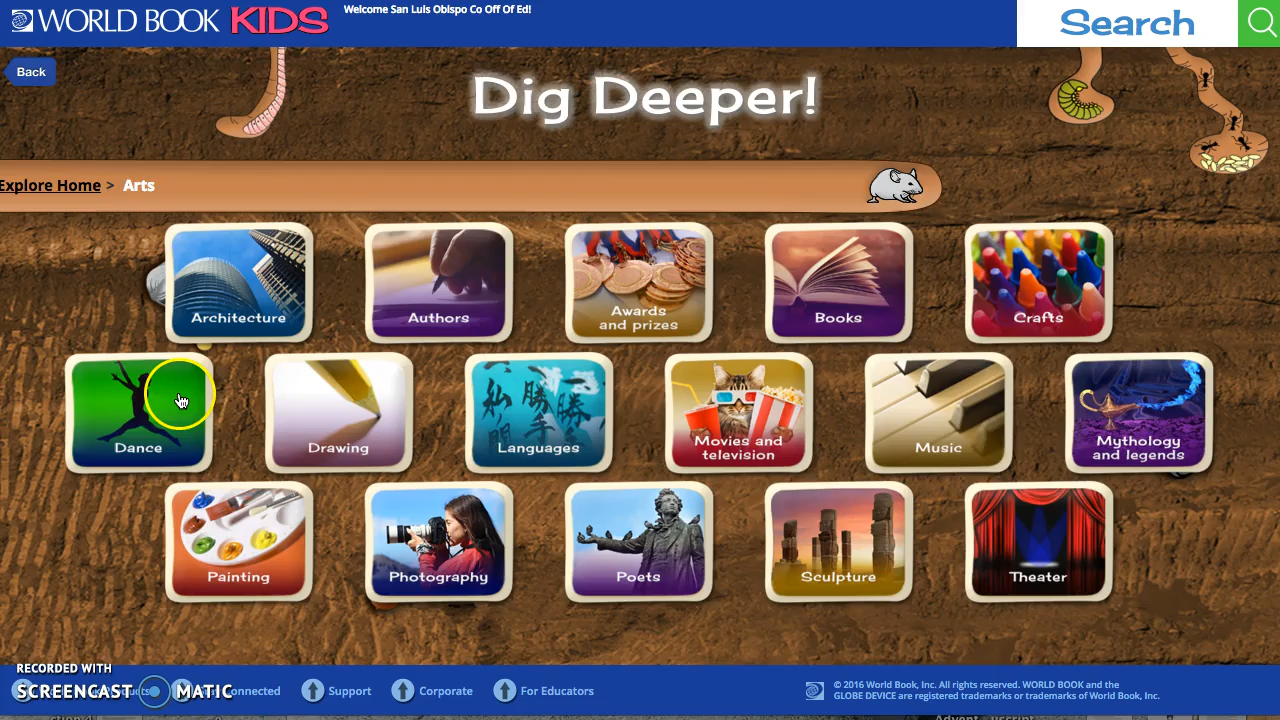 WORLD BOOK KIDS
Welcome San Luis Obispo Co Off Of Ed!
Search
Back
Dig Deeper!
Explore Home > Arts
Architecture
Authors
Awards
and prizes
Books
Crafts
Dance
Drawing
Languages
Movies and
television
Music
Mythology
and legends
Painting
Photography
Poets
Sculpture
Theater
RECORDED WITH
SCREENCAST MATIC
Support
Corporate
For Educators
© 2016 World Book, Inc. All rights reserved. WORLD BOOK and the
GLOBE DEVICE are registered trademarks or trademarks of World Book, Inc.